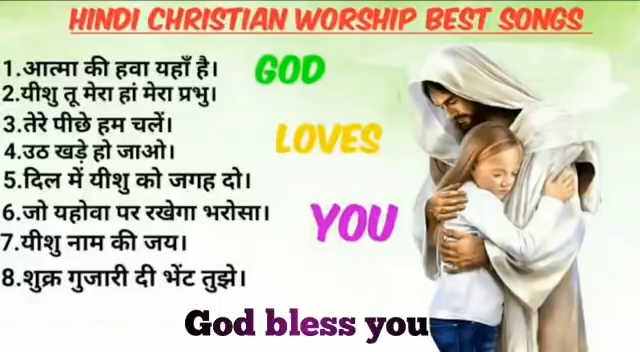 HINDI CHRISTIAN WORSHIP BEST SONGS
1.आत्मा की हवा यहाँ है।
GOD
2.यीशु तू मेरा हां मेरा प्रभु।
3.तेरे पीछे हम चलें।
LOVES
4.उठ खड़े हो जाओ।
5.दिल में यीशु को जगह दो।
6.जो यहोवा पर रखेगा भरोसा।
YOU
7.यीशु नाम की जय।
8.शुक्र गुजारी दी भेंट तुझे।
God bless you